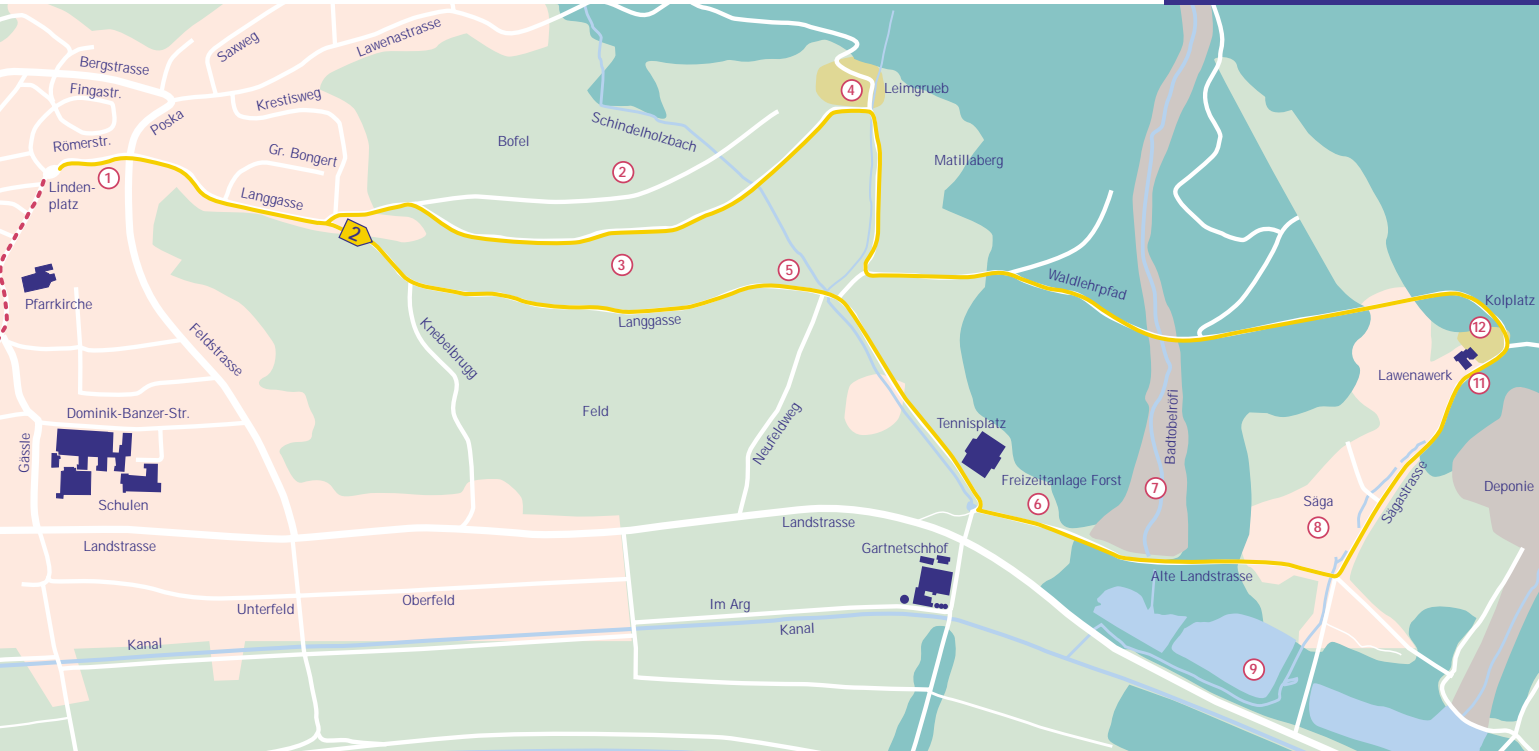 Saxweg
Lawenastrasse
Bergstrasse
Fingastr.
Krestisweg
Poska
Römerstr.
Gr. Bongert
Linden-
platz
1
Langgasse
2
Pfarrkirche
Bofel
Schindelholzbach
2
4
Leimgrueb
Matillaberg
3
5
Langgasse
Waldlehrpfad
Kolplatz
12
Lawenawerk
11
Feldstrasse
Knebelbrugg
Feld
Neufeldweg
Tennisplatz
Badtobelröfi
Dominik-Banzer-Str.
Gässle
Schulen
Freizeitanlage Forst
6
7
Säga
8
Sägastrasse
Deponie
Landstrasse
Landstrasse
Gartnetschhof
Alte Landstrasse
Unterfeld
Oberfeld
Im Arg
Kanal
Kanal
9